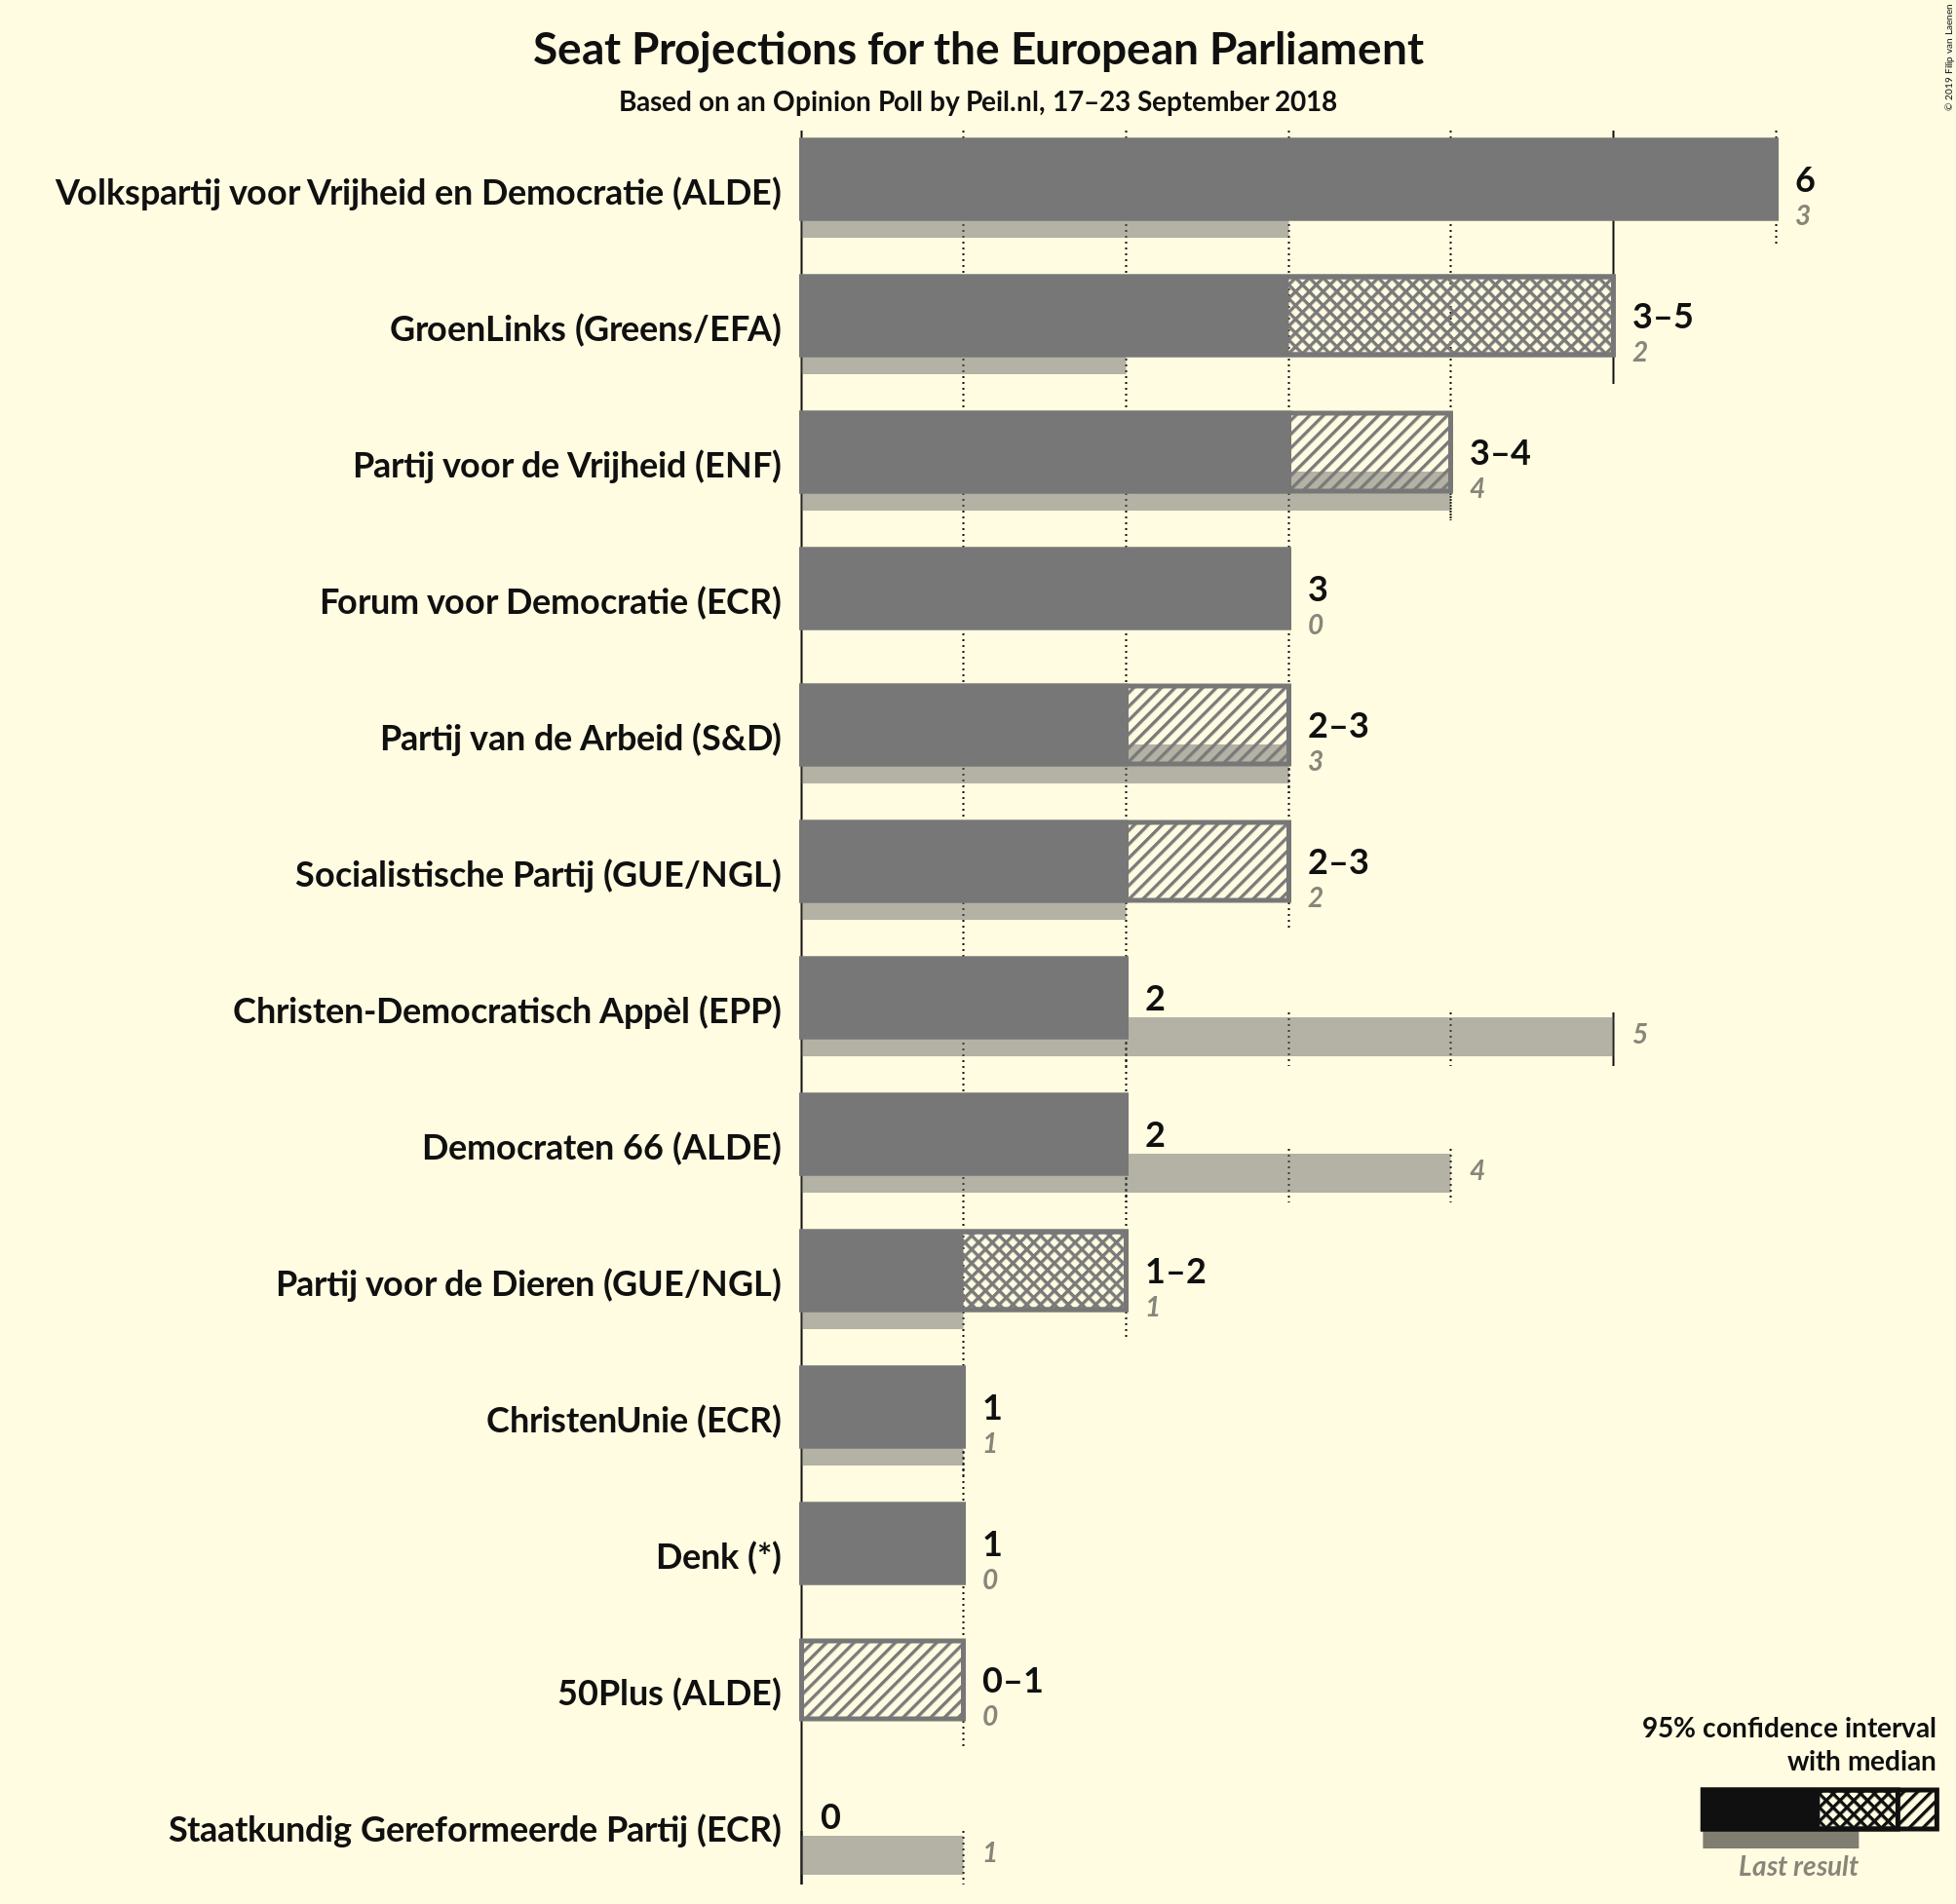 Seat Projections for the European Parliament
Based on an Opinion Poll by Peil.nl, 17–23 September 2018
© 2019 Filip van Laenen
Volkspartij voor Vrijheid en Democratie (ALDE)
6
3
GroenLinks (Greens/EFA)
3–5
2
Partij voor de Vrijheid (ENF)
3–4
4
Forum voor Democratie (ECR)
3
0
Partij van de Arbeid (S&D)
2–3
3
Socialistische Partij (GUE/NGL)
2–3
2
Christen-Democratisch Appèl (EPP)
2
5
Democraten 66 (ALDE)
2
4
Partij voor de Dieren (GUE/NGL)
1–2
1
ChristenUnie (ECR)
1
1
Denk (*)
1
0
50Plus (ALDE)
0–1
0
Staatkundig Gereformeerde Partij (ECR)
0
1
95% confidence interval
with median
Last result